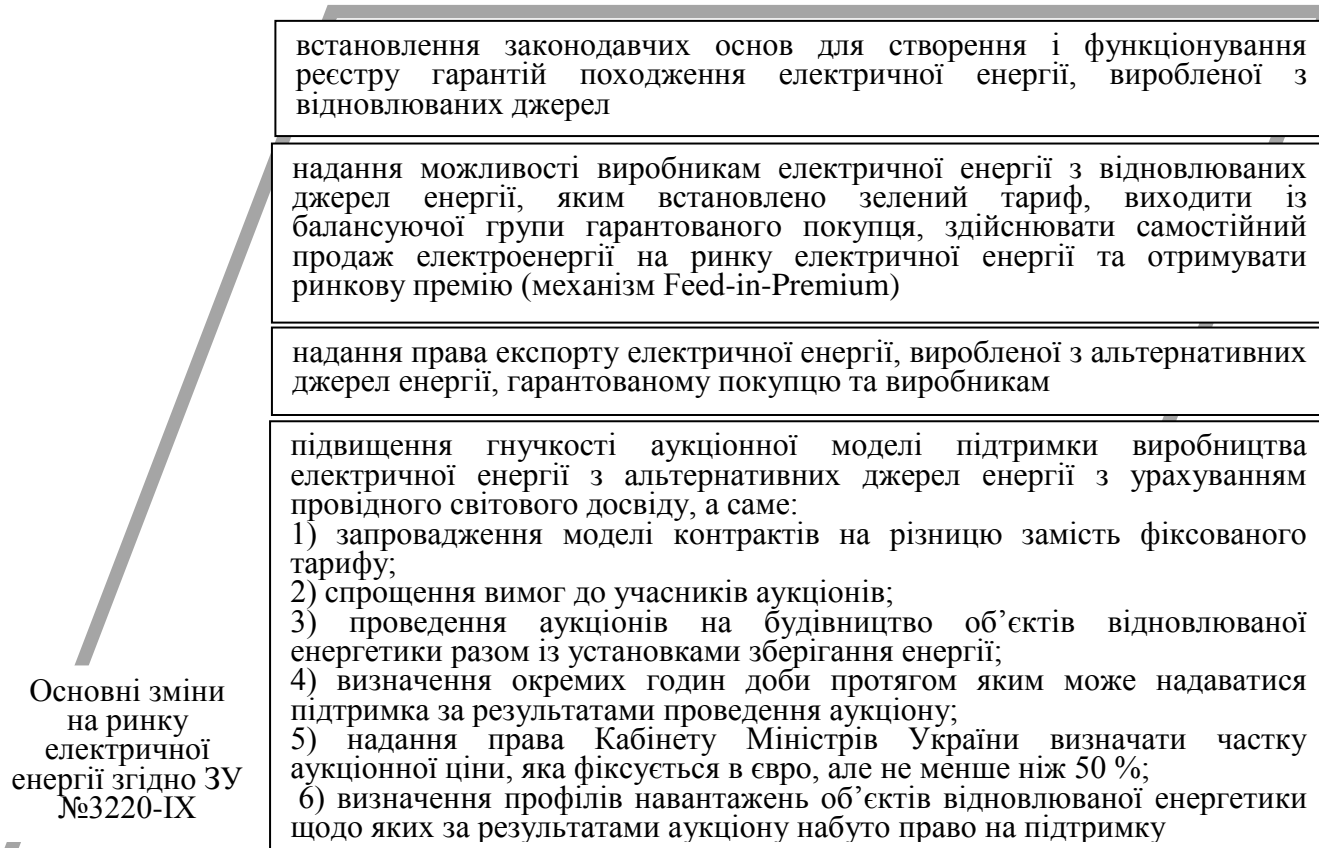 встановлення законодавчих основ для створення і функціонування
реєстру гарантій походження електричної енергії, виробленої з
відновлюваних джерел
надання можливості виробникам електричної енергії з відновлюваних
джерел енергії, яким встановлено зелений тариф, виходити із
балансуючої групи гарантованого покупця, здійснювати самостійний
продаж електроенергії на ринку електричної енергії та отримувати
ринкову премію (механізм Feed-in-Premium)
надання права експорту електричної енергії, виробленої з альтернативних
джерел енергії, гарантованому покупцю та виробникам
підвищення гнучкості аукціонної моделі підтримки виробництва
електричної енергії з альтернативних джерел енергії з урахуванням
провідного світового досвіду, а саме:
1) запровадження моделі контрактів на різницю замість фіксованого
тарифу;
2) спрощення вимог до учасників аукціонів;
3) проведення аукціонів на будівництво об’єктів відновлюваної
енергетики разом із установками зберігання енергії;
4) визначення окремих годин доби протягом яким може надаватися
підтримка за результатами проведення аукціону;
5) надання права Кабінету Міністрів України визначати частку
аукціонної ціни, яка фіксується в євро, але не менше ніж 50 %;
6) визначення профілів навантажень об’єктів відновлюваної енергетики
щодо яких за результатами аукціону набуто право на підтримку
Основні зміни
на ринку
електричної
енергії згідно ЗУ
№3220-IX